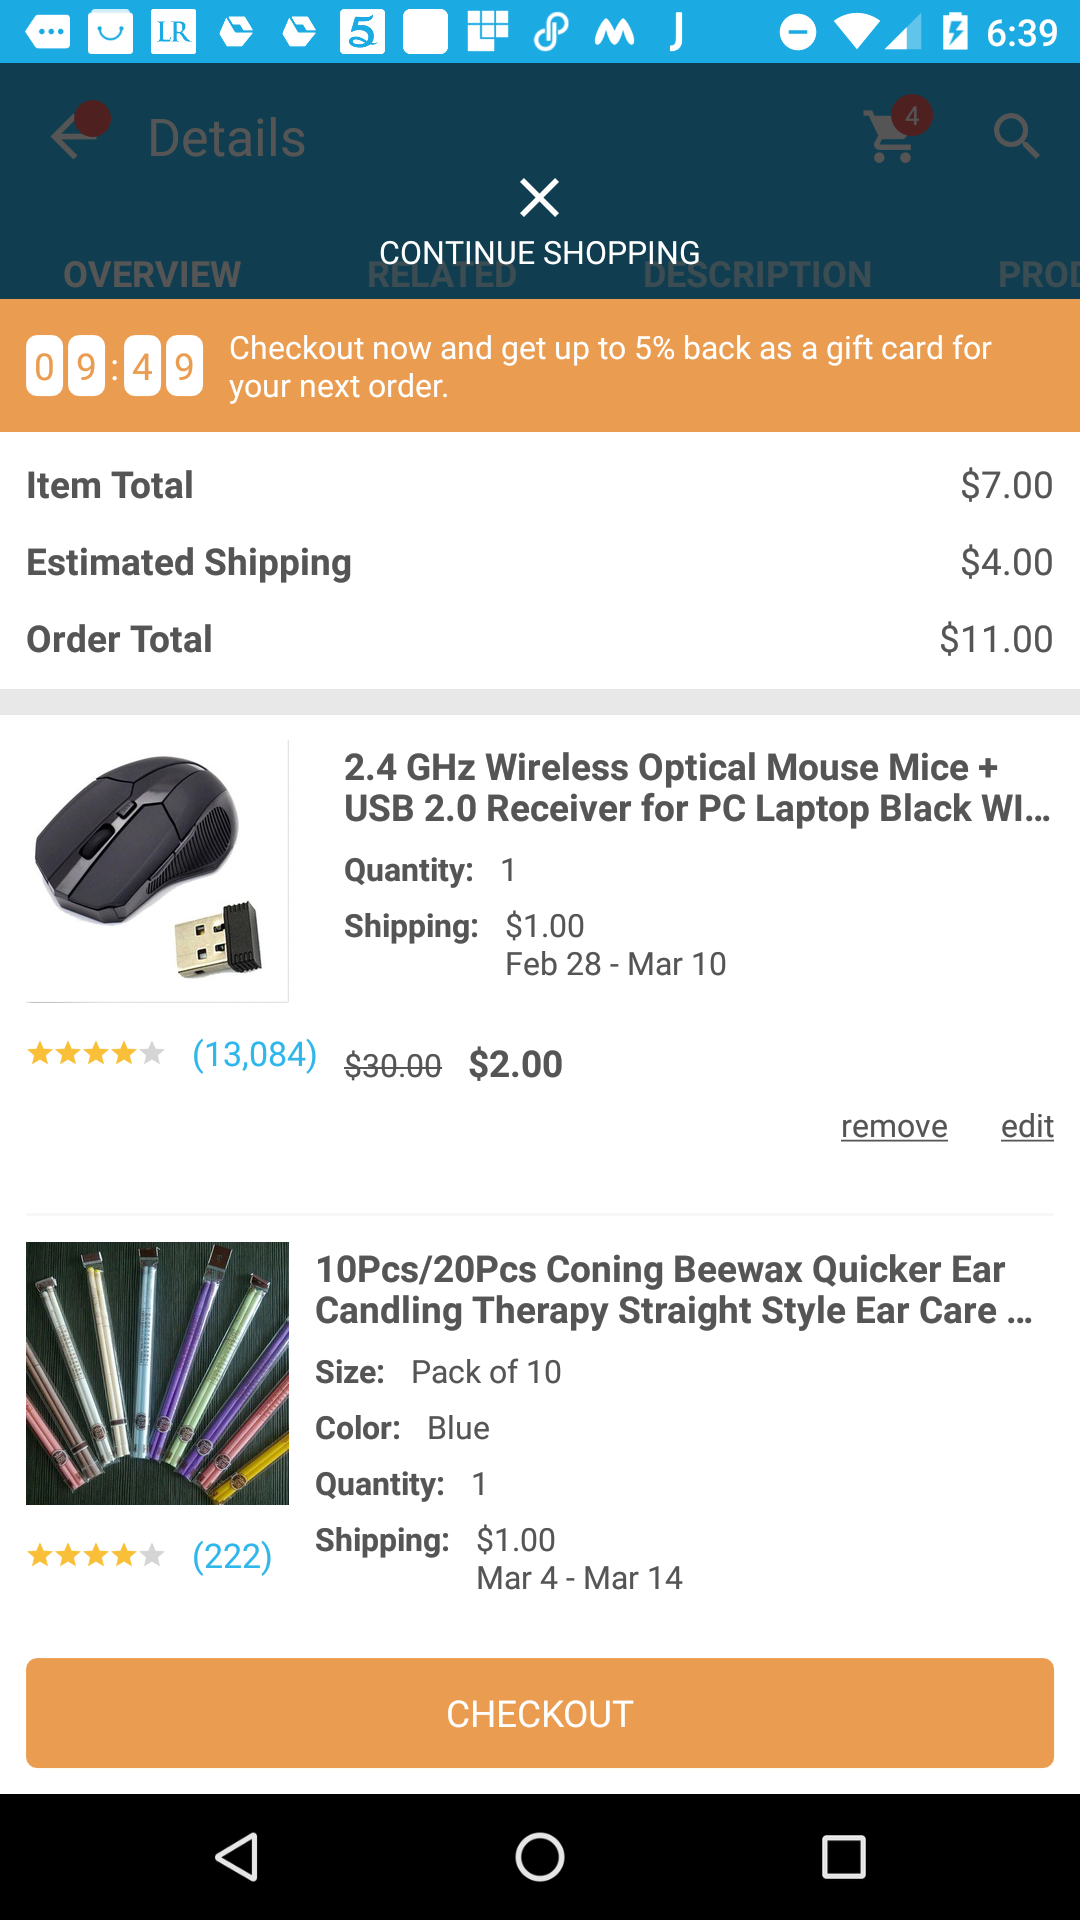 LR 5 J 6:39
Details 4
CONTINUE SHOPPING
OVERVIEW RELATED DESCRIPTION PROD
09:49 Checkout now and get up to 5% back as a gift card for
your next order.
Item Total $7.00
Estimated Shipping $4.00
Order Total $11.00
2.4 GHz Wireless Optical Mouse Mice +
USB 2.0 Receiver for PC Laptop Black WI...
Quantity: 1
Shipping: $1.00
Feb 28 - Mar 10
(13,084) $30.00 $2.00
remove edit
10Pcs/20Pcs Coning Beewax Quicker Ear
Candling Therapy Straight Style Ear Care ...
Size: Pack of 10
Color: Blue
Quantity: 1
Shipping: $1.00
Mar 4 - Mar 14
(222)
CHECKOUT